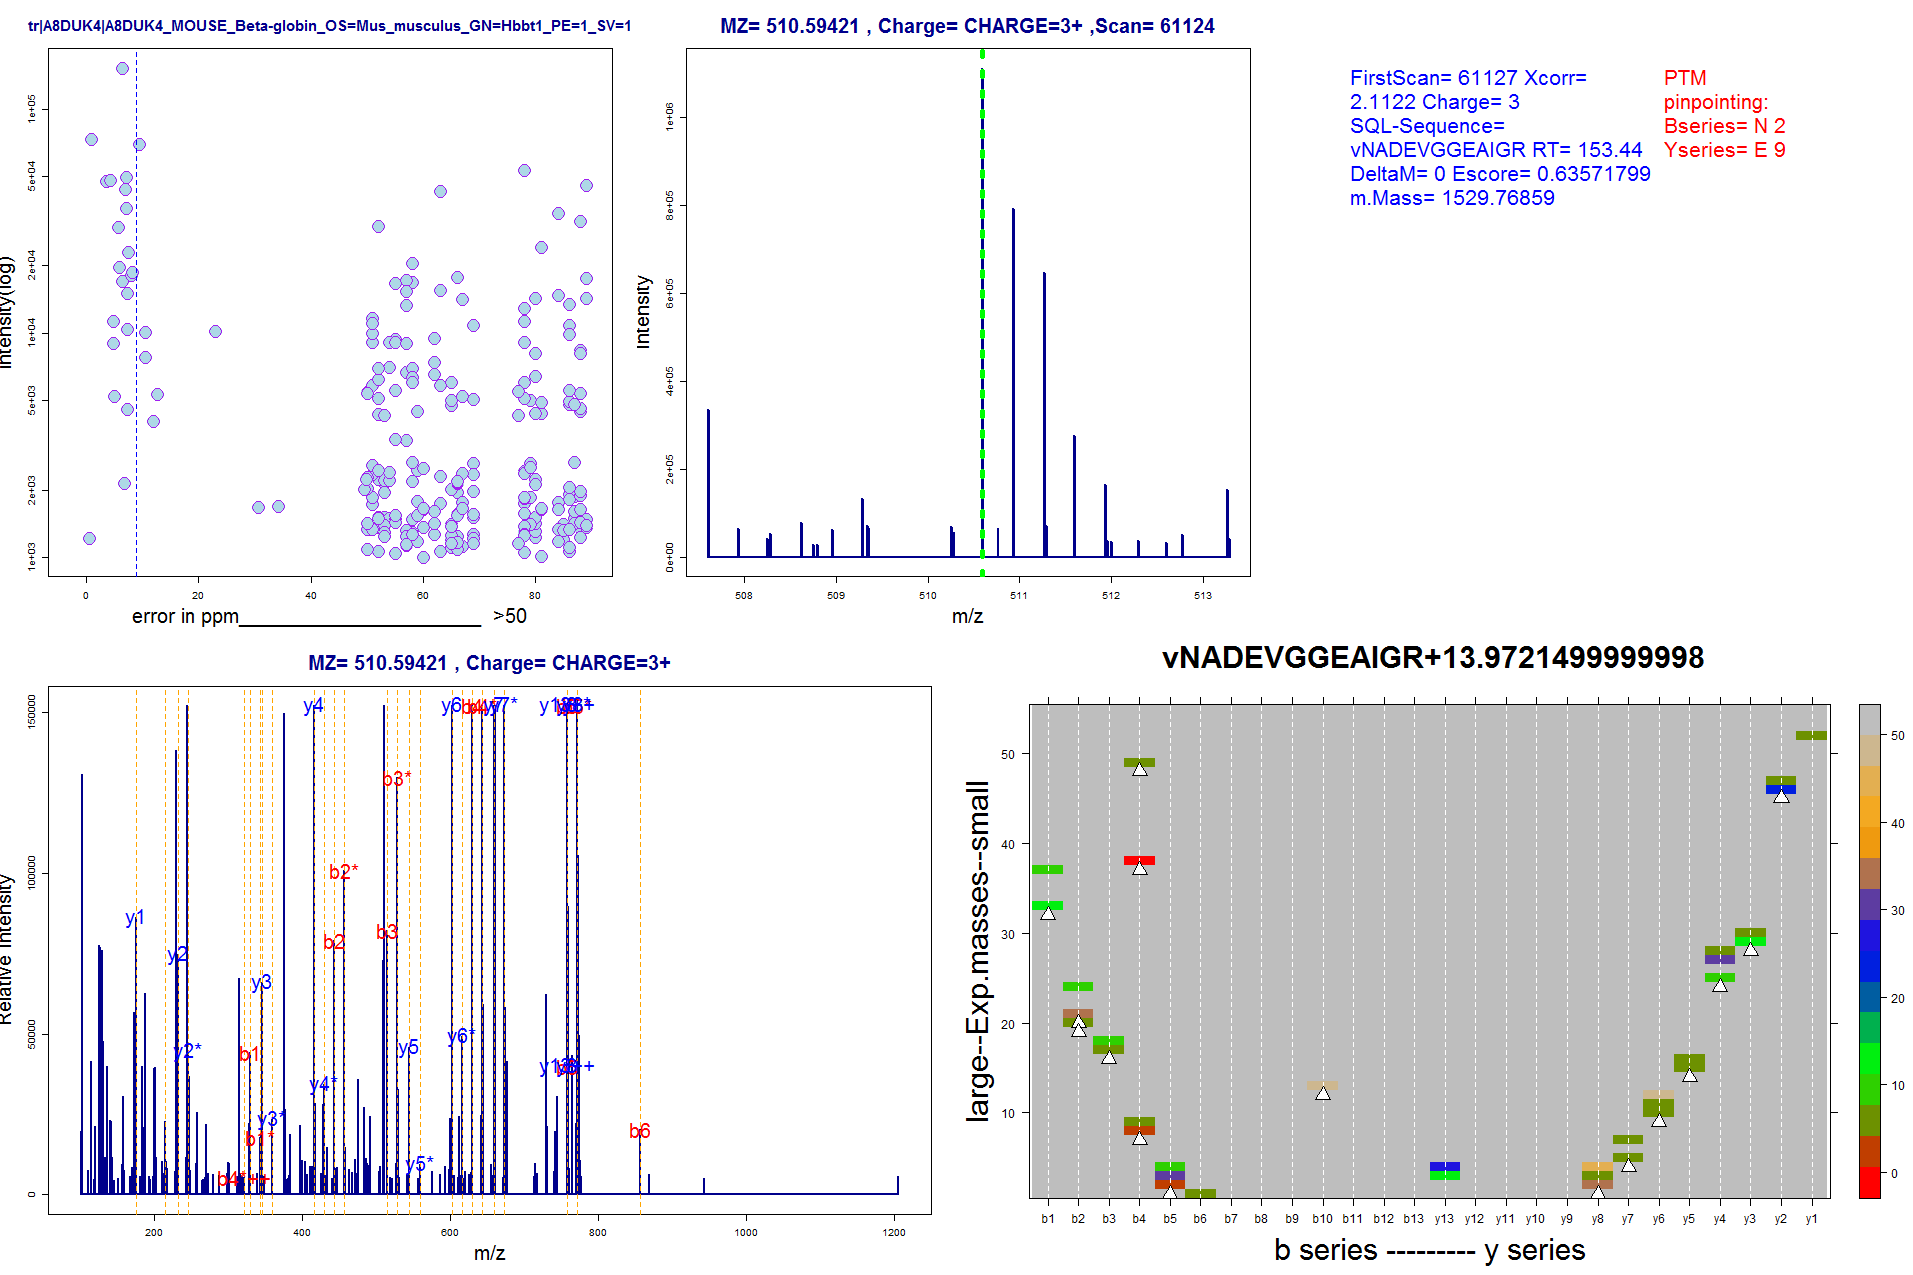 tr|A8DUK4|A8DUK4_MOUSE_Beta-globin_OS=Mus_musculus_GN=Hbbt1_PE=1_SV=1
Intensity(log)
1e+03 2e+03 5e+03 1e+04 2e+04 5e+04 1e+05
0 20 40 60 80
error in ppm______________________ >50
MZ= 510.59421 , Charge= CHARGE=3+ ,Scan= 61124
Intensity
0e+00 2e+05 4e+05 6e+05 8e+05 1e+06
508 509 510 511 512 513
m/z
FirstScan= 61127 Xcorr=
2.1122 Charge= 3
SQL-Sequence=
vNADEVGGEAIGR RT= 153.44
DeltaM= 0 Escore= 0.63571799
m.Mass= 1529.76859
PTM
pinpointing:
Bseries= N 2
Yseries= E 9
MZ= 510.59421 , Charge= CHARGE=3+
Relative Intensity
0 50000 100000 150000
y1
y2
y2*
b4*++
b1
b1*
y3
y3*
y4
y4*
b2
b2*
b3
b3*
y5
y5*
y6
y6*
b6
200 400 600 800 1000 1200
m/z
vNADEVGGEAIGR+13.9721499999998
large--Exp.masses--small
10 20 30 40 50
b1 b2 b3 b4 b5 b6 b7 b8 b9 b10 b11 b12 b13 y13 y12 y11 y10 y9 y8 y7 y6 y5 y4 y3 y2 y1
b series --------- y series
0 10 20 30 40 50